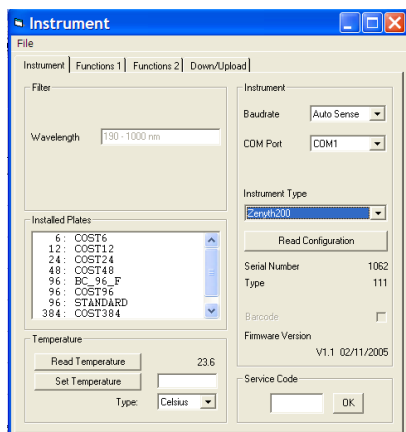 Instrument
File
Instrument
Functions 1
Functions 2
Down/Upload
Filter
Wavelength
190 - 1000 nm
Installed Plates
6: COST6
12: COST12
24: COST24
48: COST48
96: BC_96_F
96: COST96
96: STANDARD
384: COST384
Temperature
Read Temperature
23.6
Set Temperature
Type:
Celsius
Instrument
Baudrate
Auto Sense
COM Port
COM1
Instrument Type
Zenyth200
Read Configuration
Serial Number
1062
Type
111
Barcode
Firmware Version
V1.1 02/11/2005
Service Code
OK